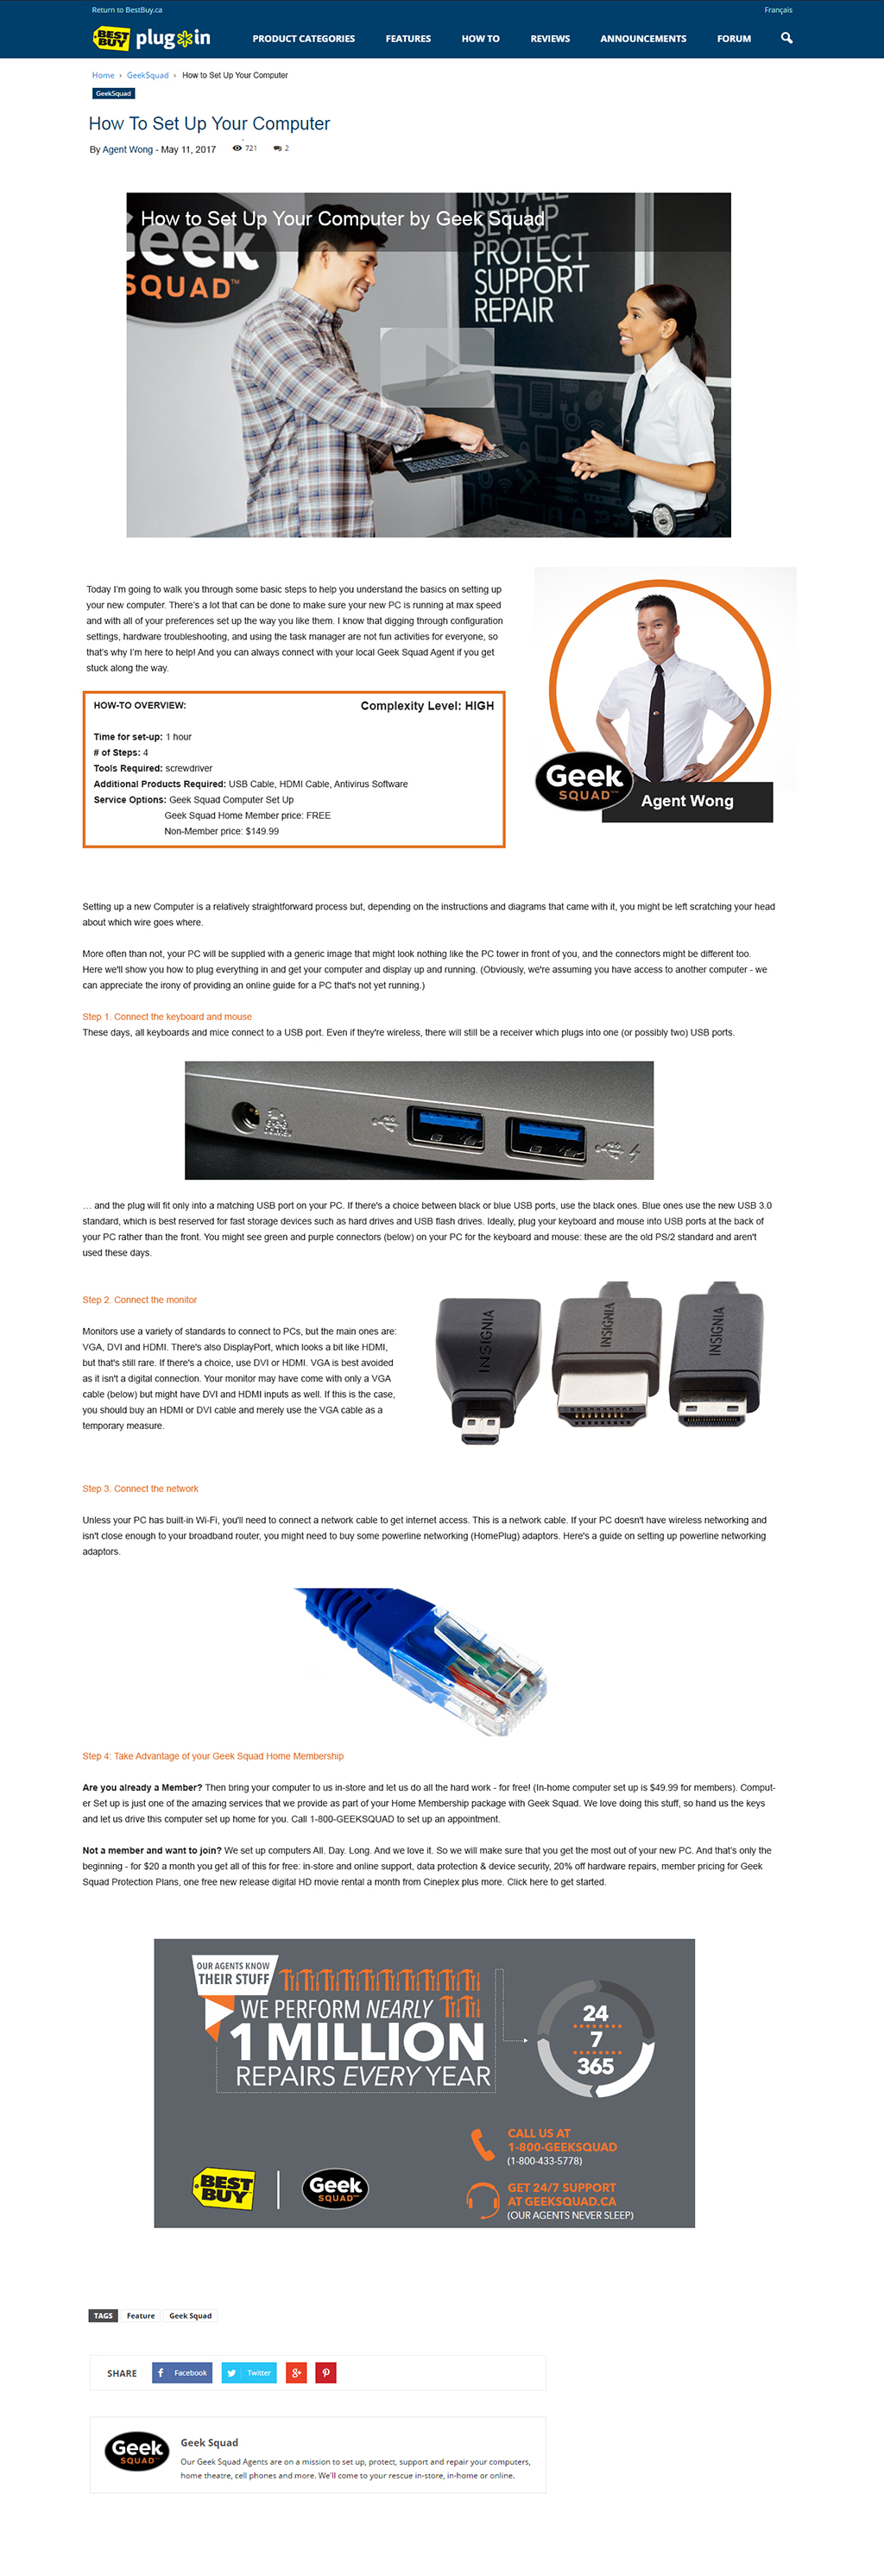 Return to BestBuy.ca
Français
BEST BUY plug in
PRODUCT CATEGORIES FEATURES HOW TO REVIEWS ANNOUNCEMENTS FORUM
Home › GeekSquad › How to Set Up Your Computer
GeekSquad
How To Set Up Your Computer
By Agent Wong - May 11, 2017 721 2
How to Set Up Your Computer by Geek Squad
Geek
SQUAD™
INSTALL
SET UP
PROTECT
SUPPORT
REPAIR
Today I'm going to walk you through some basic steps to help you understand the basics on setting up
your new computer. There's a lot that can be done to make sure your new PC is running at max speed
and with all of your preferences set up the way you like them. I know that digging through configuration
settings, hardware troubleshooting, and using the task manager are not fun activities for everyone, so
that's why I'm here to help! And you can always connect with your local Geek Squad Agent if you get
stuck along the way.
HOW-TO OVERVIEW: Complexity Level: HIGH
Time for set-up: 1 hour
# of Steps: 4
Tools Required: screwdriver
Additional Products Required: USB Cable, HDMI Cable, Antivirus Software
Service Options: Geek Squad Computer Set Up
Geek Squad Home Member price: FREE
Non-Member price: $149.99
Geek
SQUAD™
Agent Wong
Setting up a new Computer is a relatively straightforward process but, depending on the instructions and diagrams that came with it, you might be left scratching your head
about which wire goes where.
More often than not, your PC will be supplied with a generic image that might look nothing like the PC tower in front of you, and the connectors might be different too.
Here we'll show you how to plug everything in and get your computer and display up and running. (Obviously, we're assuming you have access to another computer - we
can appreciate the irony of providing an online guide for a PC that's not yet running.)
Step 1. Connect the keyboard and mouse
These days, all keyboards and mice connect to a USB port. Even if they're wireless, there will still be a receiver which plugs into one (or possibly two) USB ports.
… and the plug will fit only into a matching USB port on your PC. If there's a choice between black or blue USB ports, use the black ones. Blue ones use the new USB 3.0
standard, which is best reserved for fast storage devices such as hard drives and USB flash drives. Ideally, plug your keyboard and mouse into USB ports at the back of
your PC rather than the front. You might see green and purple connectors (below) on your PC for the keyboard and mouse: these are the old PS/2 standard and aren't
used these days.
Step 2. Connect the monitor
Monitors use a variety of standards to connect to PCs, but the main ones are:
VGA, DVI and HDMI. There's also DisplayPort, which looks a bit like HDMI,
but that's still rare. If there's a choice, use DVI or HDMI. VGA is best avoided
as it isn't a digital connection. Your monitor may have come with only a VGA
cable (below) but might have DVI and HDMI inputs as well. If this is the case,
you should buy an HDMI or DVI cable and merely use the VGA cable as a
temporary measure.
INSIGNIA
INSIGNIA
INSIGNIA
Step 3. Connect the network
Unless your PC has built-in Wi-Fi, you'll need to connect a network cable to get internet access. This is a network cable. If your PC doesn't have wireless networking and
isn't close enough to your broadband router, you might need to buy some powerline networking (HomePlug) adaptors. Here's a guide on setting up powerline networking
adaptors.
Step 4: Take Advantage of your Geek Squad Home Membership
Are you already a Member? Then bring your computer to us in-store and let us do all the hard work - for free! (In-home computer set up is $49.99 for members). Comput-
er Set up is just one of the amazing services that we provide as part of your Home Membership package with Geek Squad. We love doing this stuff, so hand us the keys
and let us drive this computer set up home for you. Call 1-800-GEEKSQUAD to set up an appointment.
Not a member and want to join? We set up computers All. Day. Long. And we love it. So we will make sure that you get the most out of your new PC. And that's only the
beginning - for $20 a month you get all of this for free: in-store and online support, data protection & device security, 20% off hardware repairs, member pricing for Geek
Squad Protection Plans, one free new release digital HD movie rental a month from Cineplex plus more. Click here to get started.
OUR AGENTS KNOW
THEIR STUFF
WE PERFORM NEARLY
1 MILLION
REPAIRS EVERY YEAR
24
7
365
CALL US AT
1-800-GEEKSQUAD
(1-800-433-5778)
GET 24/7 SUPPORT
AT GEEKSQUAD.CA
(OUR AGENTS NEVER SLEEP)
BEST
BUY
Geek
SQUAD
TAGS Feature Geek Squad
SHARE Facebook Twitter
Geek
SQUAD
Geek Squad
Our Geek Squad Agents are on a mission to set up, protect, support and repair your computers,
home theatre, cell phones and more. We'll come to your rescue in-store, in-home or online.